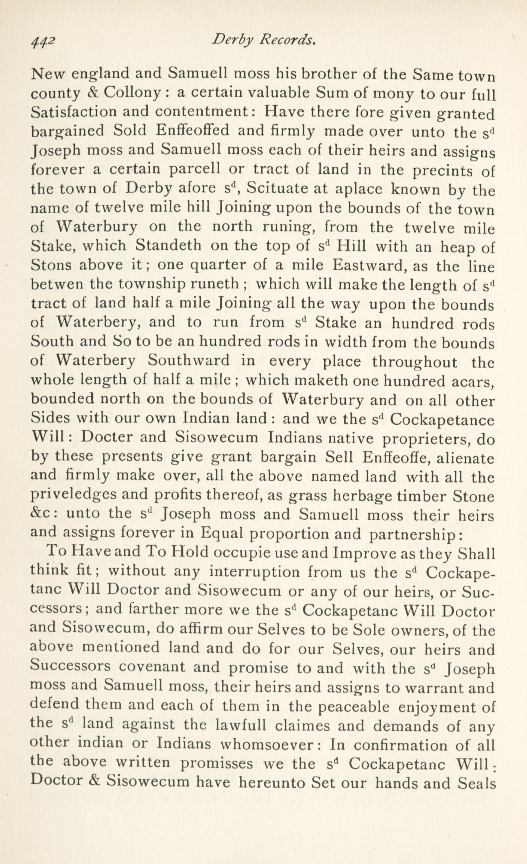 442 Derby Records.
New england and Samuell moss his brother of the Same town
county & Collony: a certain valuable Sum of mony to our full
Satisfaction and contentment: Have there fore given granted
bargained Sold Enffeoffed and firmly made over unto the sᵈ
Joseph moss and Samuell moss each of their heirs and assigns
forever a certain parcell or tract of land in the precints of
the town of Derby afore sᵈ, Scituate at aplace known by the
name of twelve mile hill Joining upon the bounds of the town
of Waterbury on the north runing, from the twelve mile
Stake, which Standeth on the top of sᵈ Hill with an heap of
Stons above it; one quarter of a mile Eastward, as the line
betwen the township runeth; which will make the length of sᵈ
tract of land half a mile Joining all the way upon the bounds
of Waterbery, and to run from sᵈ Stake an hundred rods
South and So to be an hundred rods in width from the bounds
of Waterbery Southward in every place throughout the
whole length of half a mile; which maketh one hundred acars,
bounded north on the bounds of Waterbury and on all other
Sides with our own Indian land: and we the sᵈ Cockapetance
Will: Docter and Sisowecum Indians native proprieters, do
by these presents give grant bargain Sell Enffeoffe, alienate
and firmly make over, all the above named land with all the
priveledges and profits thereof, as grass herbage timber Stone
&c: unto the sᵈ Joseph moss and Samuell moss their heirs
and assigns forever in Equal proportion and partnership:
To Have and To Hold occupie use and Improve as they Shall
think fit; without any interruption from us the sᵈ Cockape-
tanc Will Doctor and Sisowecum or any of our heirs, or Suc-
cessors; and farther more we the sᵈ Cockapetanc Will Doctor
and Sisowecum, do affirm our Selves to be Sole owners, of the
above mentioned land and do for our Selves, our heirs and
Successors covenant and promise to and with the sᵈ Joseph
moss and Samuell moss, their heirs and assigns to warrant and
defend them and each of them in the peaceable enjoyment of
the sᵈ land against the lawfull claimes and demands of any
other indian or Indians whomsoever: In confirmation of all
the above written promisses we the sᵈ Cockapetanc Will:
Doctor & Sisowecum have hereunto Set our hands and Seals